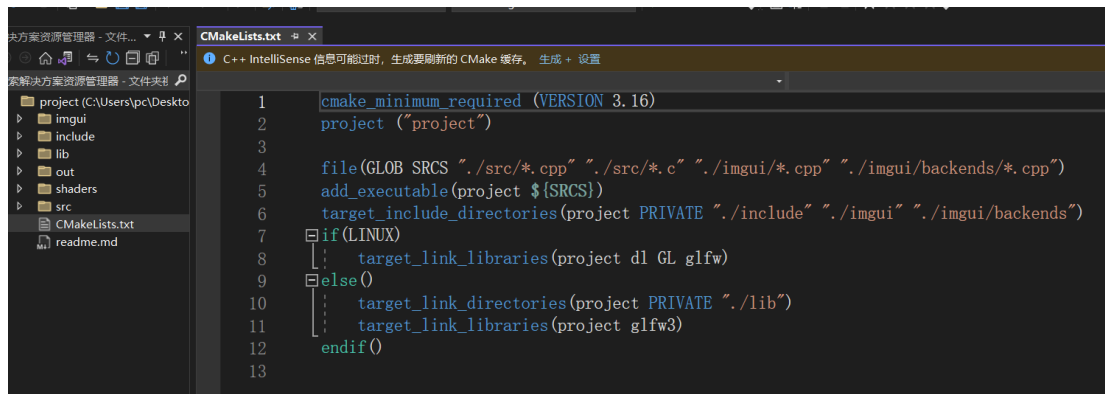 决方案资源管理器 - 文件...
CMakeLists.txt
C++ IntelliSense 信息可能过时，生成要刷新的 CMake 缓存。 生成 + 设置
索解决方案资源管理器 - 文件夹视
project (C:\Users\pc\Deskto
imgui
include
lib
out
shaders
src
CMakeLists.txt
readme.md
1 cmake_minimum_required (VERSION 3.16)
2 project ("project")
3
4 file(GLOB SRCS "./src/*.cpp" "./src/*.c" "./imgui/*.cpp" "./imgui/backends/*.cpp")
5 add_executable(project ${SRCS})
6 target_include_directories(project PRIVATE "./include" "./imgui" "./imgui/backends")
7 if(LINUX)
8 target_link_libraries(project dl GL glfw)
9 else()
10 target_link_directories(project PRIVATE "./lib")
11 target_link_libraries(project glfw3)
12 endif()
13